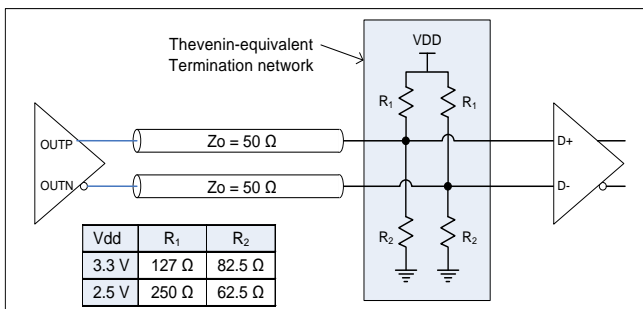 Thevenin-equivalent
Termination network
VDD
R1 R1
OUTP
Zo = 50 Ω
D+
OUTN
Zo = 50 Ω
D-
R2 R2
Vdd R1 R2
3.3 V 127 Ω 82.5 Ω
2.5 V 250 Ω 62.5 Ω